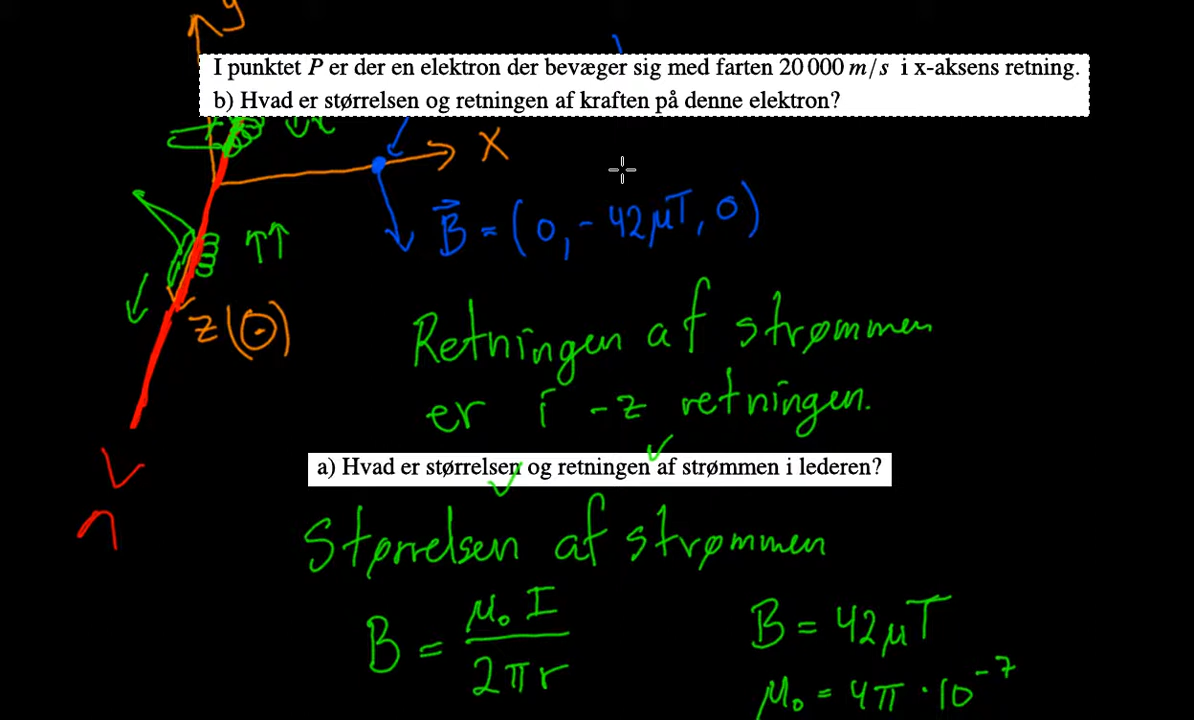 y
I punktet P er der en elektron der bevæger sig med farten 20 000 m/s i x-aksens retning.
b) Hvad er størrelsen og retningen af kraften på denne elektron?
X
B⃗ = (0, -42μT, 0)
↑↑
z(⊙)
Retningen af strømmen
er i -z retningen.
a) Hvad er størrelsen og retningen af strømmen i lederen?
Størrelsen af strømmen
B = μ₀ I / 2πr
B = 42μT
μ₀ = 4π · 10⁻⁷